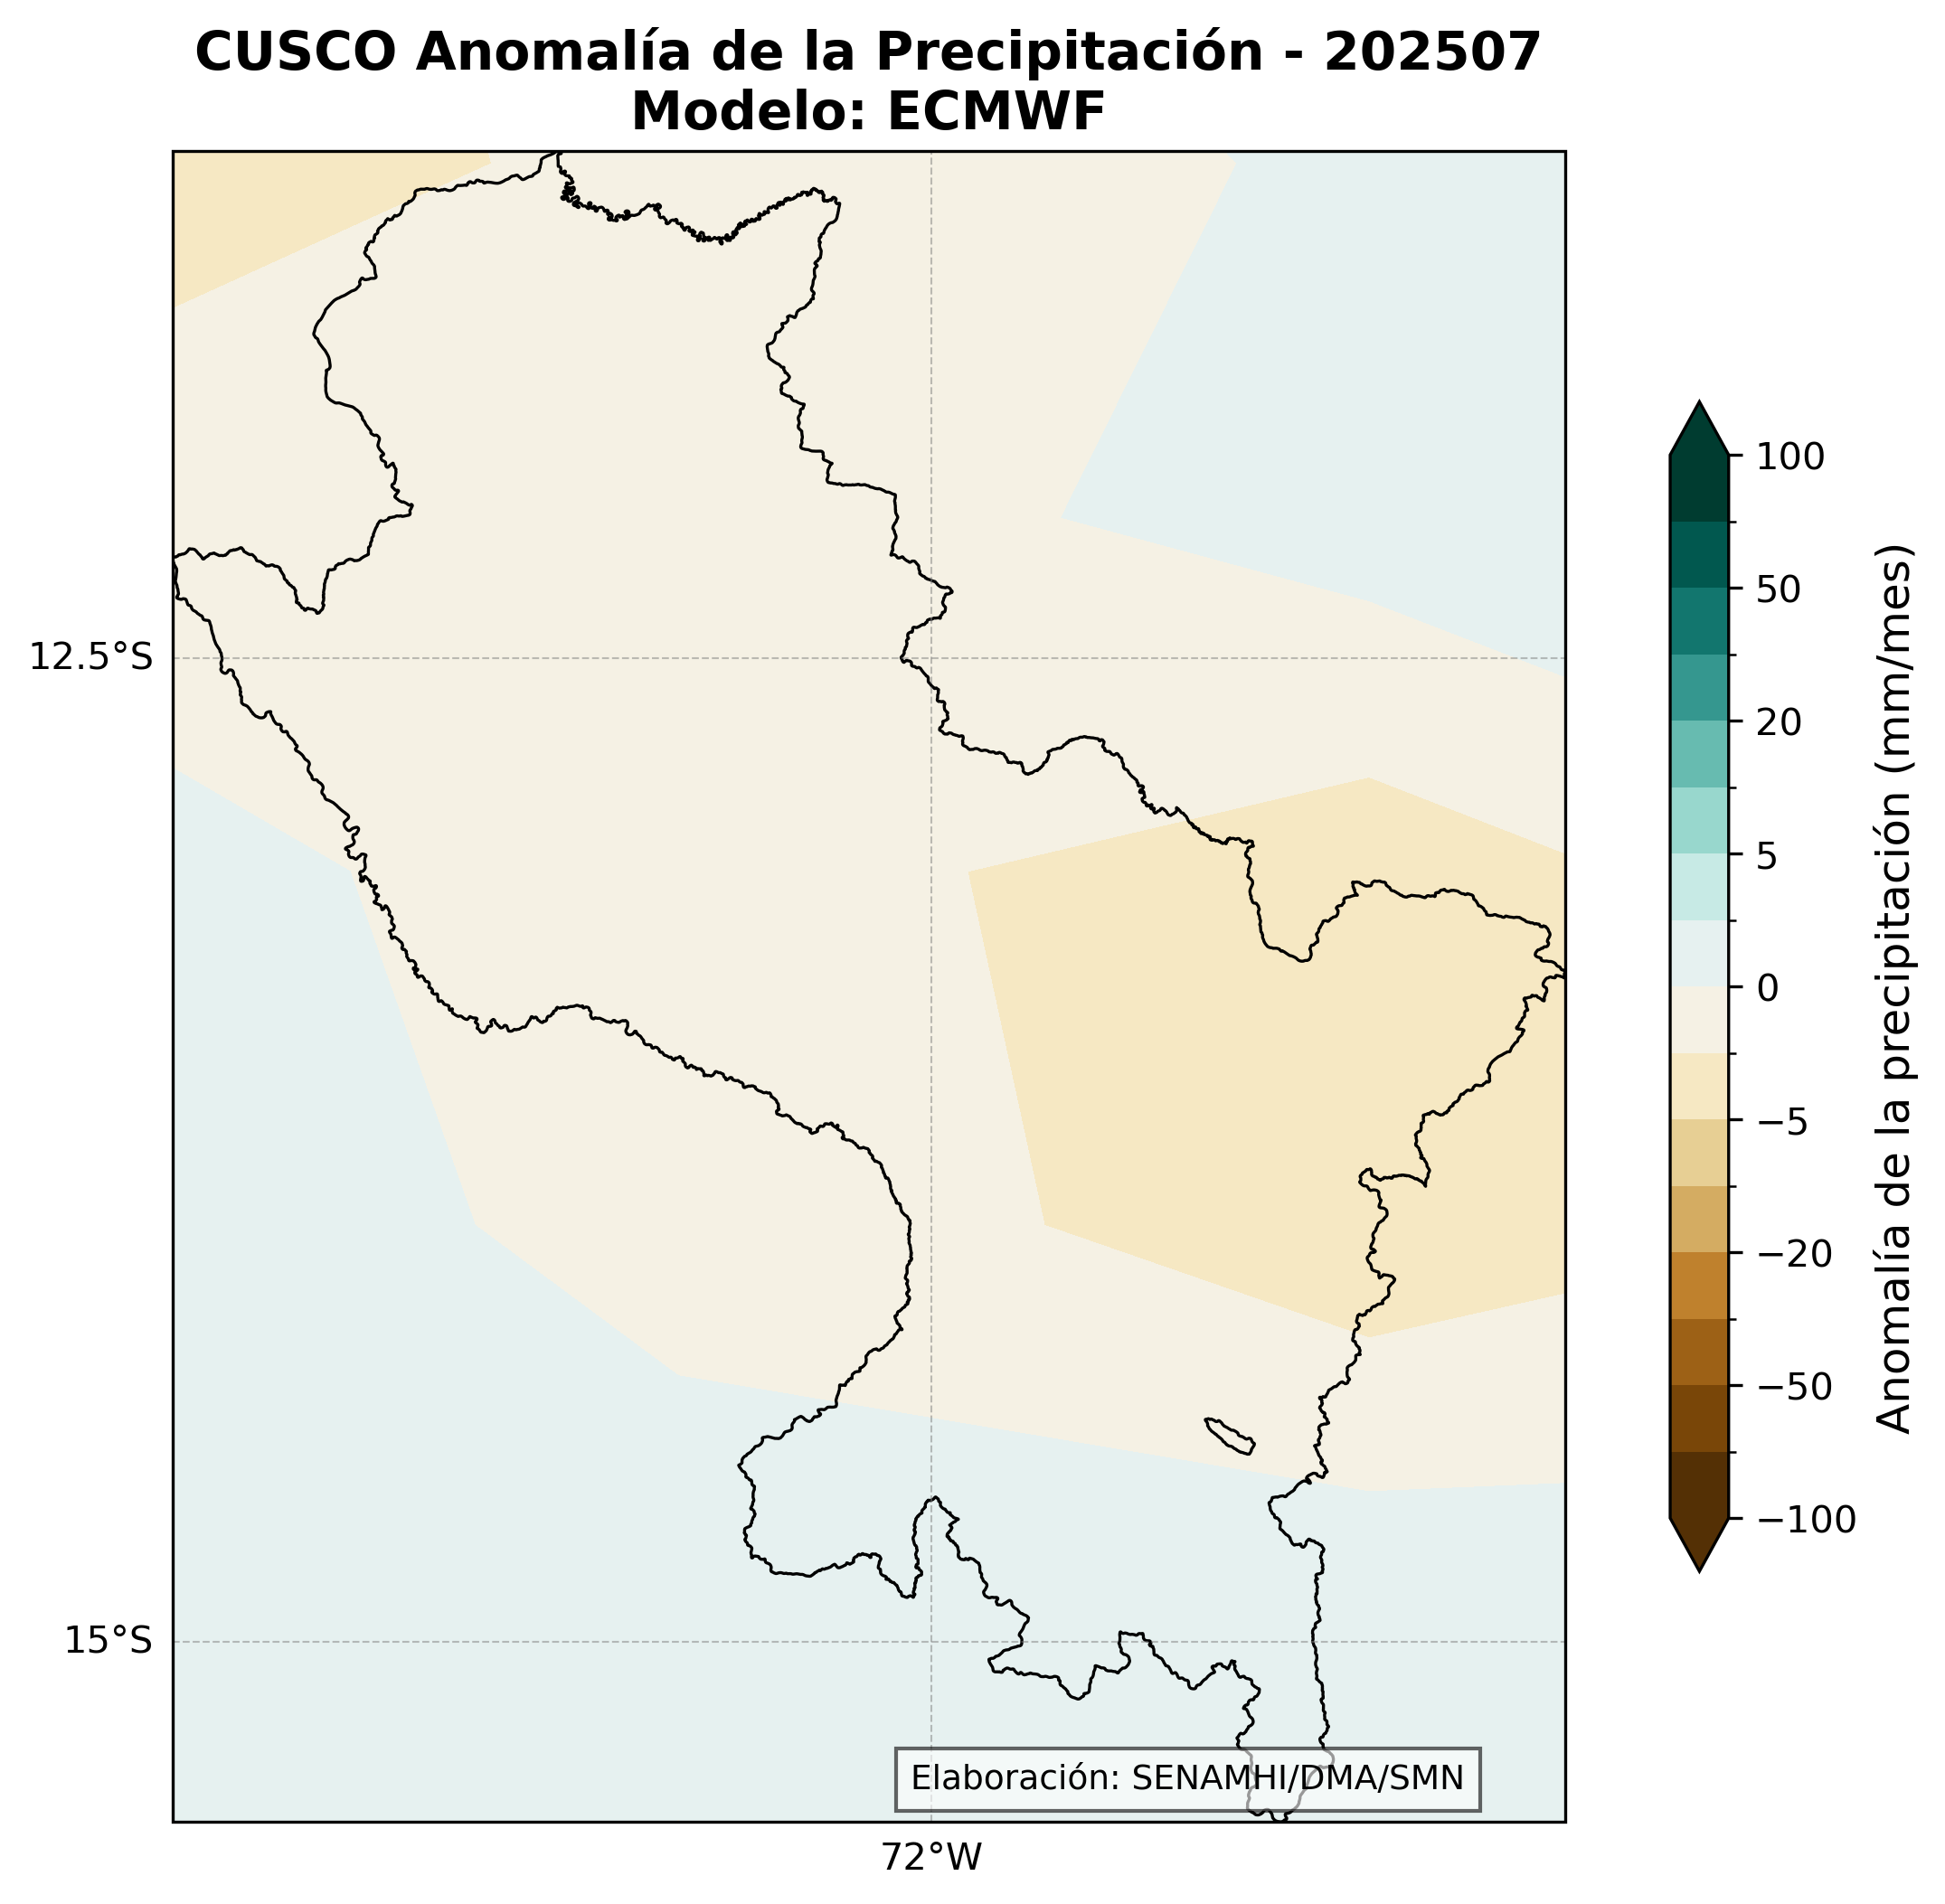 CUSCO Anomalía de la Precipitación - 202507
Modelo: ECMWF
12.5°S
15°S
72°W
Elaboración: SENAMHI/DMA/SMN
100
50
20
5
0
−5
−20
−50
−100
Anomalía de la precipitación (mm/mes)